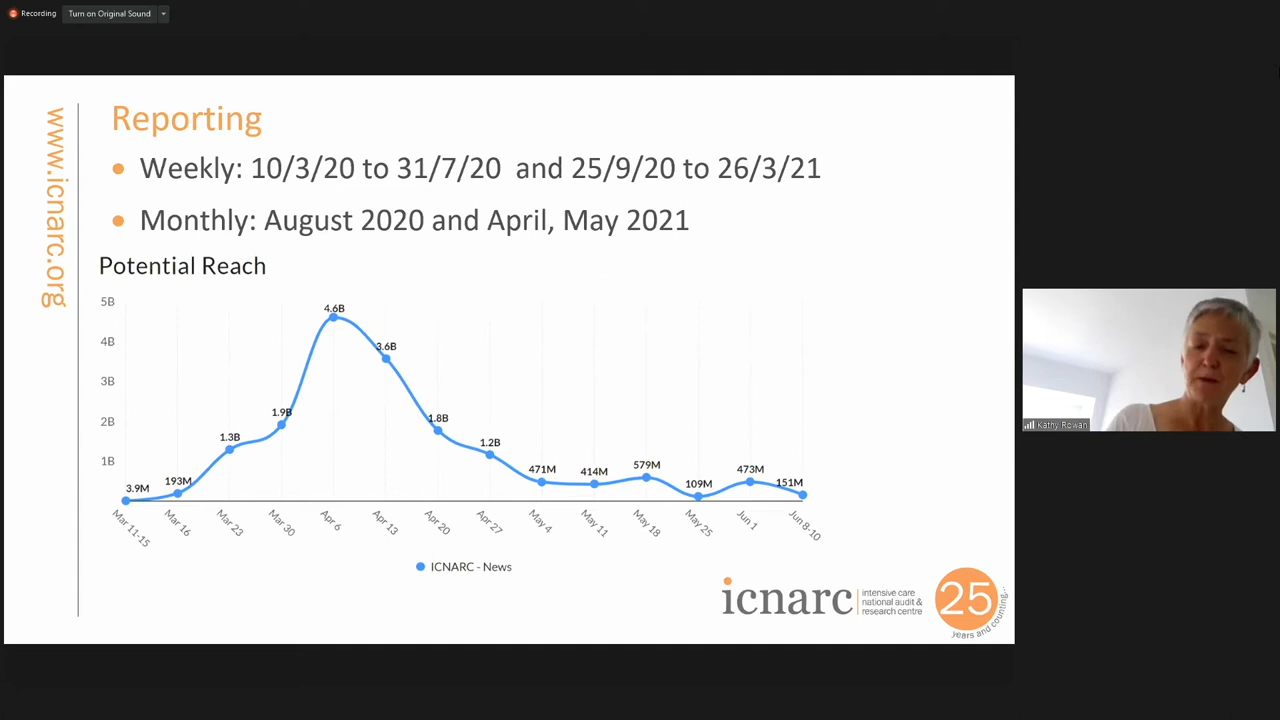 Recording
Turn on Original Sound
www.icnarc.org
Reporting
• Weekly: 10/3/20 to 31/7/20 and 25/9/20 to 26/3/21
• Monthly: August 2020 and April, May 2021
Potential Reach
5B
4B
3B
2B
1B
3.9M
193M
1.3B
1.9B
4.6B
3.6B
1.8B
1.2B
471M
414M
579M
109M
473M
151M
Mar 11-15
Mar 16
Mar 23
Mar 30
Apr 6
Apr 13
Apr 20
Apr 27
May 4
May 11
May 18
May 25
Jun 1
Jun 8-10
ICNARC - News
icnarc
intensive care
national audit &
research centre
25
years and counting...
Kathy Rowan